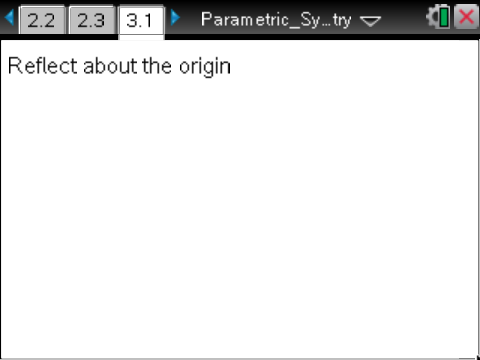 2.2 2.3 3.1 Parametric_Sy...try
Reflect about the origin